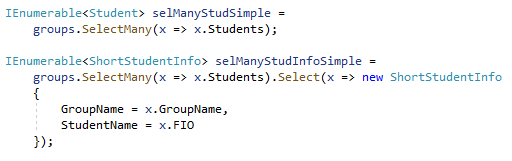 IEnumerable<Student> selManyStudSimple =
groups.SelectMany(x => x.Students);
IEnumerable<ShortStudentInfo> selManyStudInfoSimple =
groups.SelectMany(x => x.Students).Select(x => new ShortStudentInfo
{
GroupName = x.GroupName,
StudentName = x.FIO
});